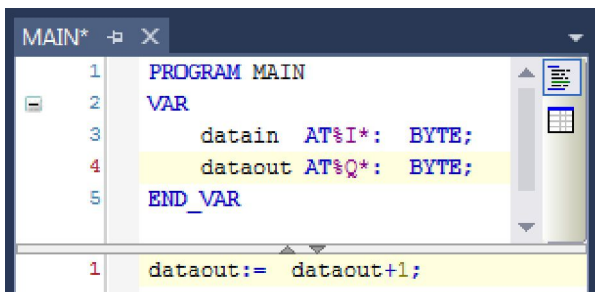 MAIN*
1 PROGRAM MAIN
2 VAR
3 datain AT%I*: BYTE;
4 dataout AT%Q*: BYTE;
5 END_VAR
1 dataout:= dataout+1;